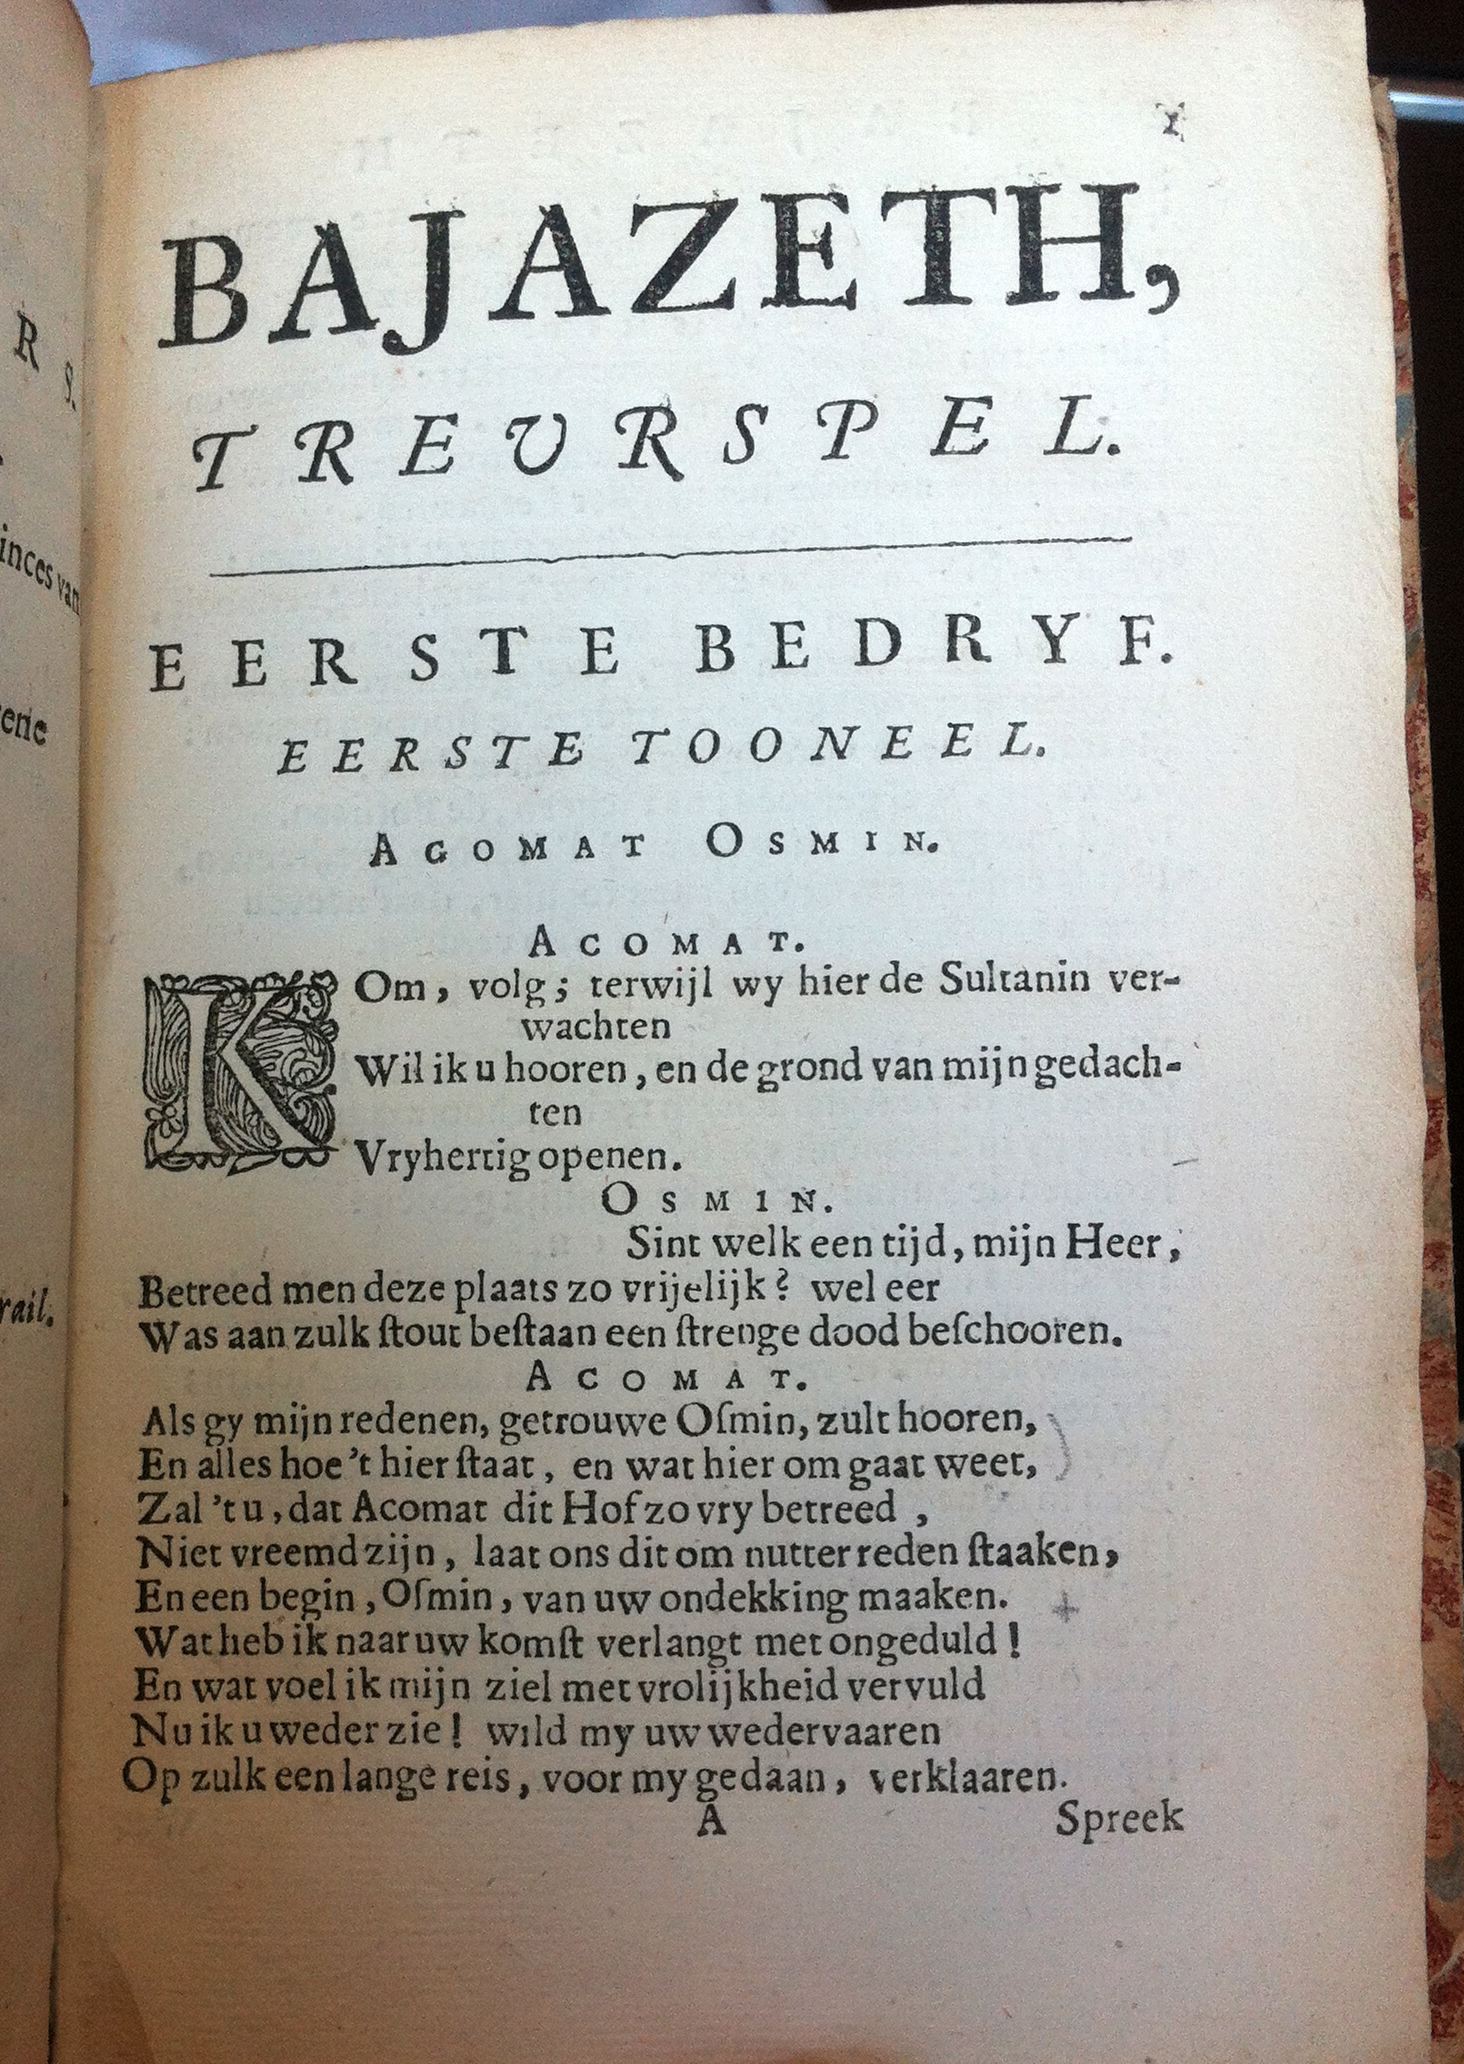 R S.
inces van
rail.
1
BAJAZETH,
TREURSPEL.
EERSTE BEDRYF.
EERSTE TOONEEL.
AGOMAT OSMIN.
ACOMAT.
KOm, volg; terwijl wy hier de Sultanin ver-
wachten
Wil ik u hooren, en de grond van mijn gedach-
ten
Vryhertig openen.
OSMIN.
Sint welk een tijd, mijn Heer,
Betreed men deze plaats zo vrijelijk? wel eer
Was aan zulk ſtout beſtaan een ſtrenge dood beſchooren.
ACOMAT.
Als gy mijn redenen, getrouwe Oſmin, zult hooren,
En alles hoe 't hier ſtaat, en wat hier om gaat weet,
Zal 't u, dat Acomat dit Hof zo vry betreed,
Niet vreemd zijn, laat ons dit om nutter reden ſtaaken,
En een begin, Oſmin, van uw ondekking maaken.
Wat heb ik naar uw komſt verlangt met ongeduld!
En wat voel ik mijn ziel met vrolijkheid vervuld
Nu ik u weder zie! wild my uw wedervaaren
Op zulk een lange reis, voor my gedaan, verklaaren.
A Spreek